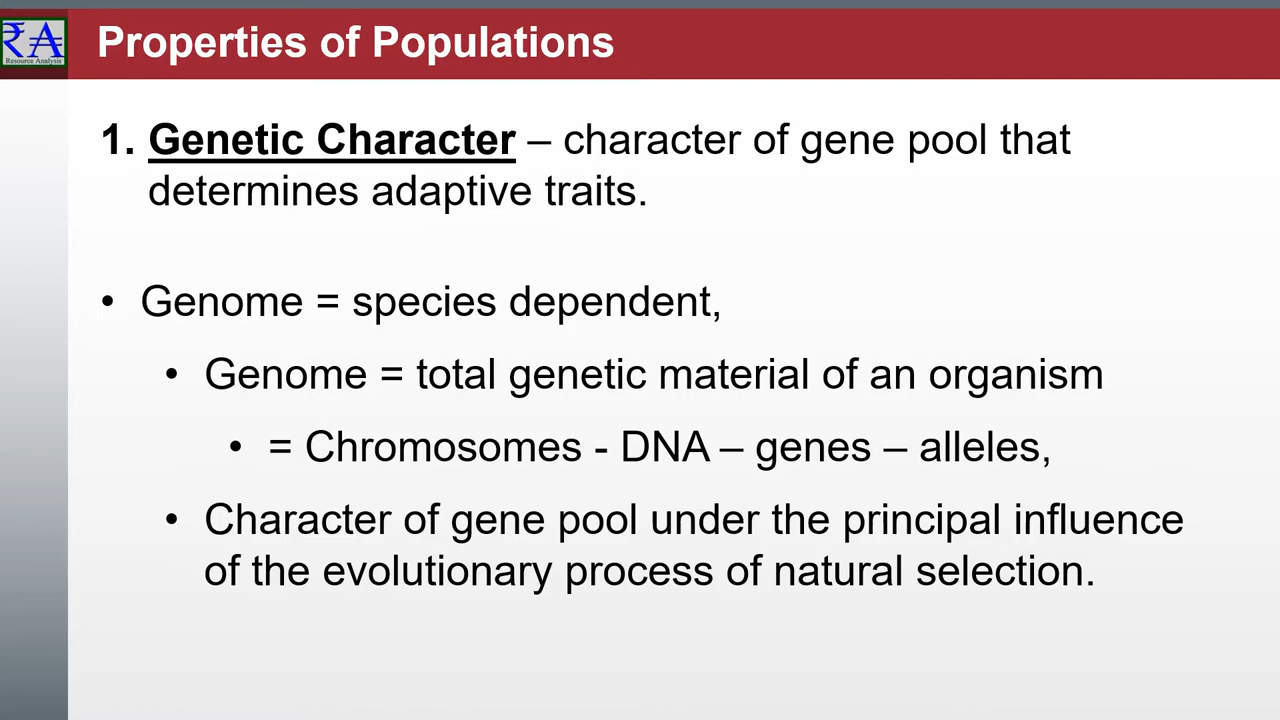 ₹A
Resource Analysis
Properties of Populations
1. Genetic Character – character of gene pool that
determines adaptive traits.
• Genome = species dependent,
• Genome = total genetic material of an organism
• = Chromosomes - DNA – genes – alleles,
• Character of gene pool under the principal influence
of the evolutionary process of natural selection.